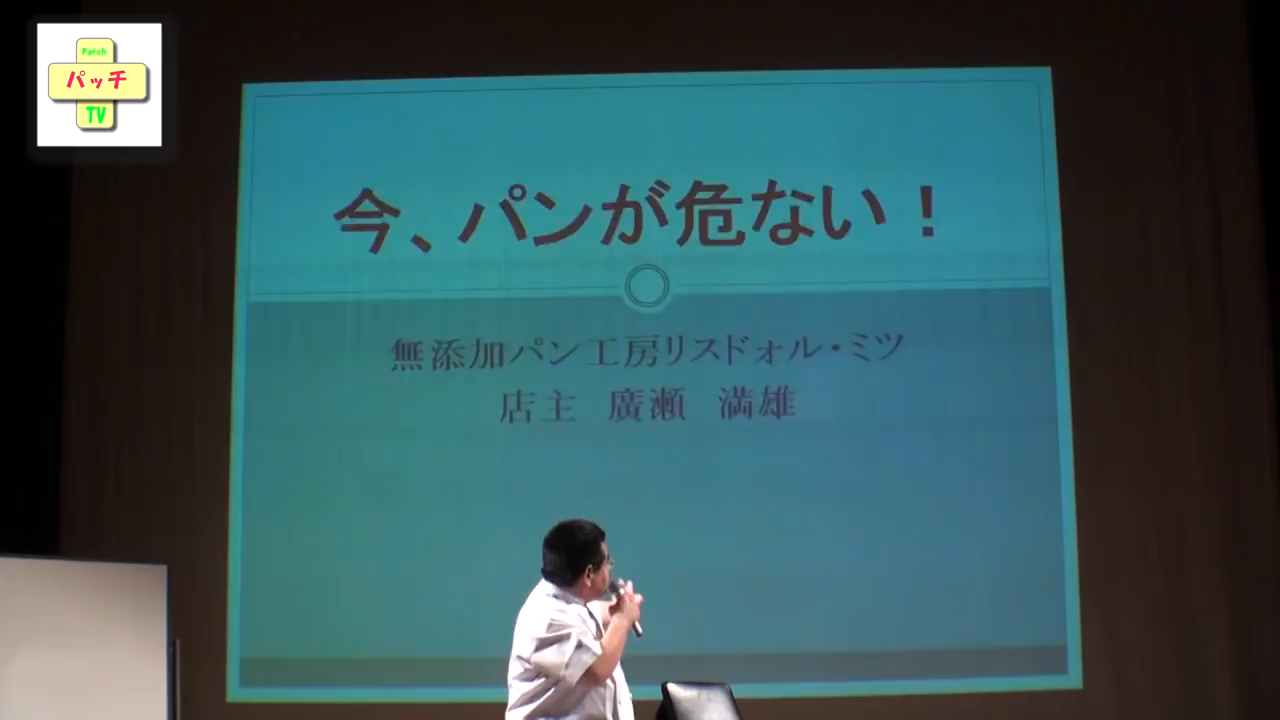 Patch
パッチ
TV
今、パンが危ない！
無添加パン工房リスドォル・ミツ
店主　廣瀬　満雄